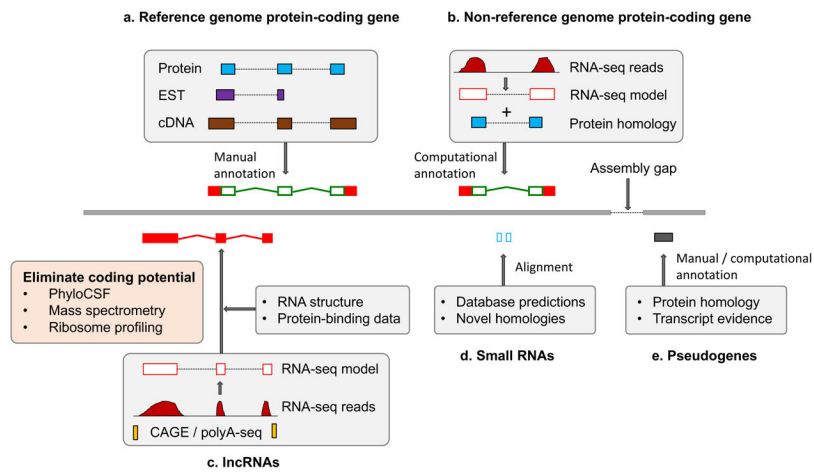 a. Reference genome protein-coding gene
b. Non-reference genome protein-coding gene
Protein
EST
cDNA
RNA-seq reads
RNA-seq model
+
Protein homology
Manual
annotation
Computational
annotation
Assembly gap
Eliminate coding potential
• PhyloCSF
• Mass spectrometry
• Ribosome profiling
• RNA structure
• Protein-binding data
Alignment
• Database predictions
• Novel homologies
d. Small RNAs
Manual / computational
annotation
• Protein homology
• Transcript evidence
e. Pseudogenes
RNA-seq model
RNA-seq reads
CAGE / polyA-seq
c. lncRNAs